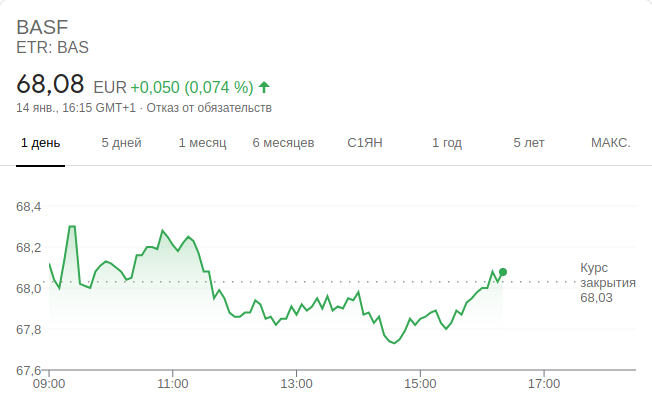 BASF
ETR: BAS
68,08 EUR +0,050 (0,074 %)
14 янв., 16:15 GMT+1 · Отказ от обязательств
1 день 5 дней 1 месяц 6 месяцев С1ЯН 1 год 5 лет МАКС.
68,4
68,2
68,0
67,8
67,6
Курс
закрытия
68,03
09:00 11:00 13:00 15:00 17:00